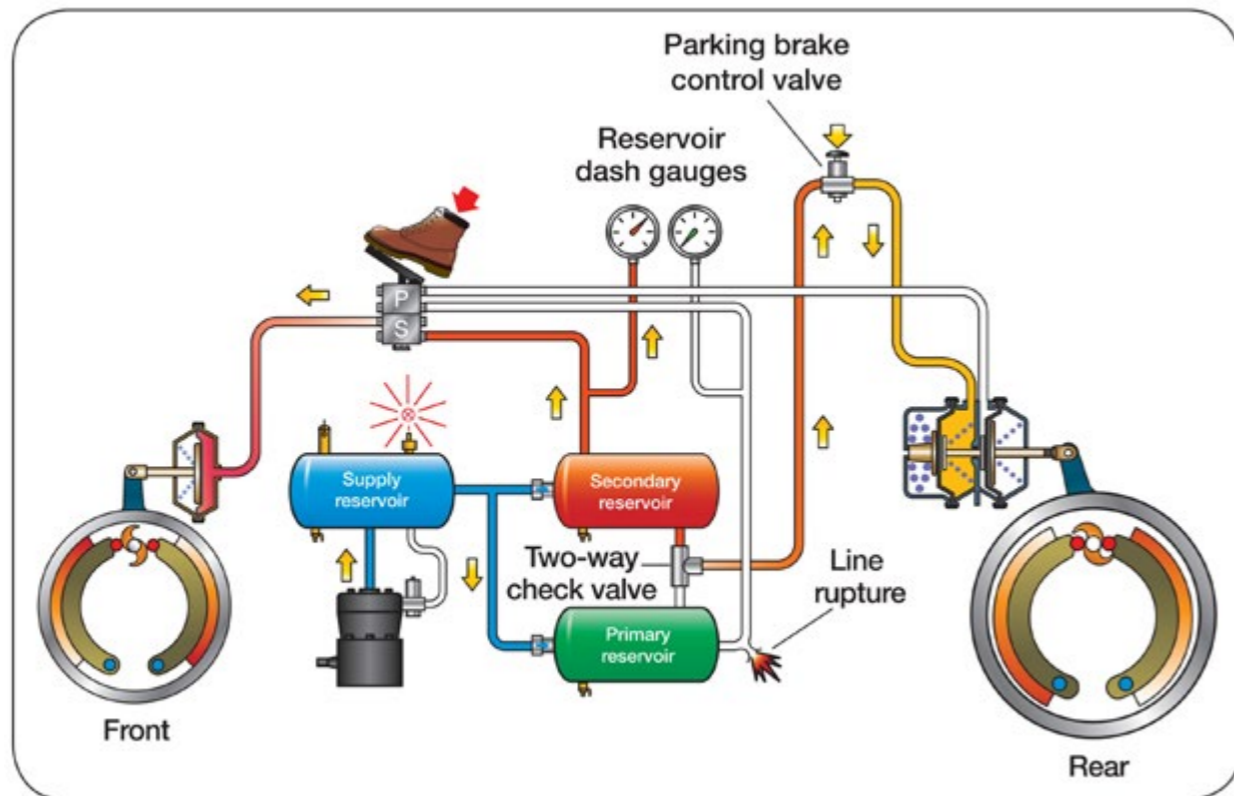 Parking brake
control valve
Reservoir
dash gauges
P
S
Supply
reservoir
Secondary
reservoir
Two-way
check valve
Line
rupture
Primary
reservoir
Front
Rear